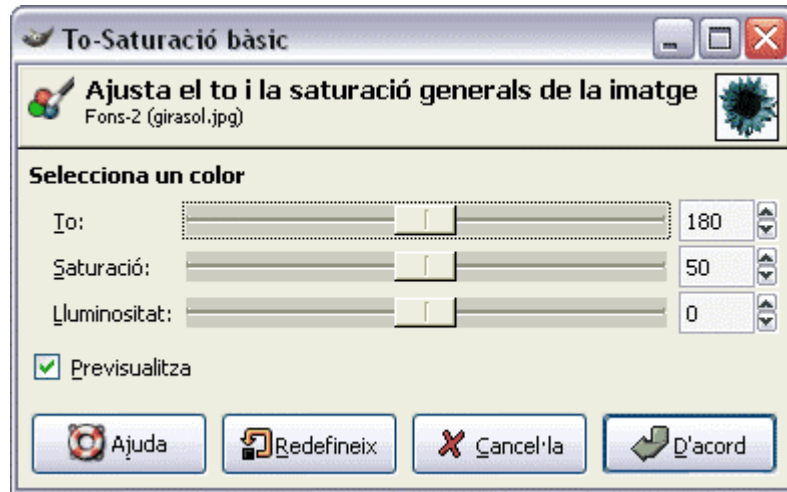 To-Saturació bàsic
Ajusta el to i la saturació generals de la imatge
Fons-2 (girasol.jpg)
Selecciona un color
To: 180
Saturació: 50
Lluminositat: 0
Previsualitza
Ajuda Redefineix Cancel·la D'acord